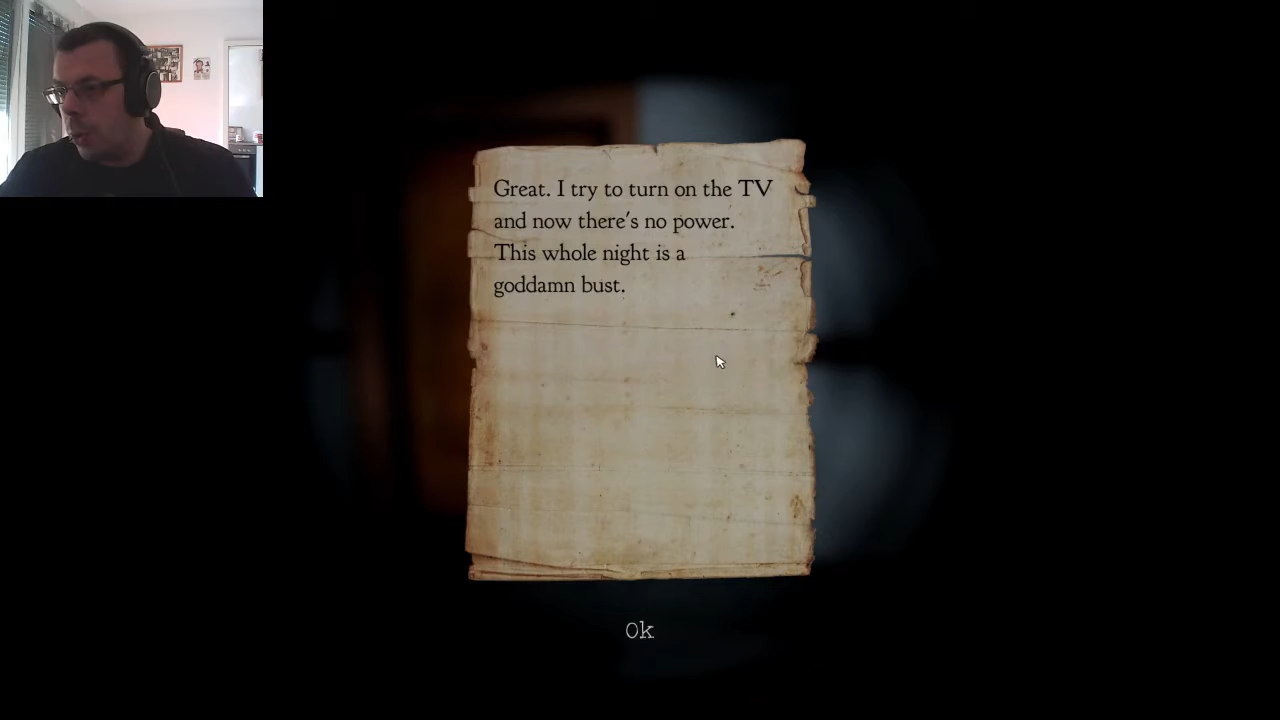 Great. I try to turn on the TV
and now there's no power.
This whole night is a
goddamn bust.
Ok